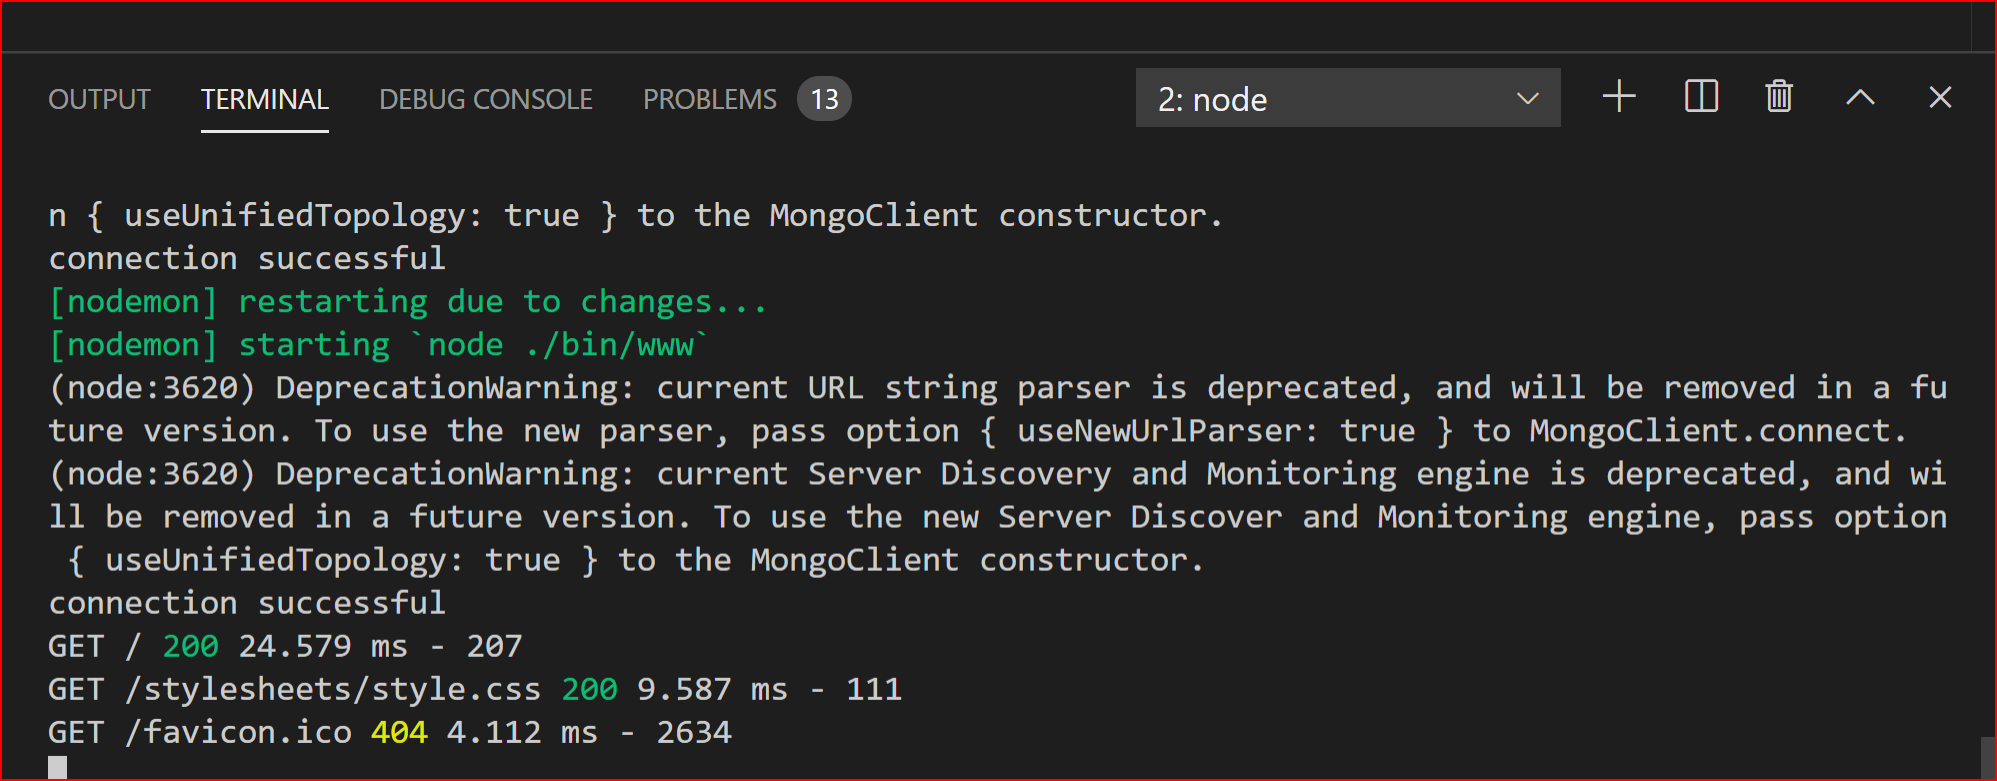 OUTPUT TERMINAL DEBUG CONSOLE PROBLEMS 13 2: node
n { useUnifiedTopology: true } to the MongoClient constructor.
connection successful
[nodemon] restarting due to changes...
[nodemon] starting `node ./bin/www`
(node:3620) DeprecationWarning: current URL string parser is deprecated, and will be removed in a fu
ture version. To use the new parser, pass option { useNewUrlParser: true } to MongoClient.connect.
(node:3620) DeprecationWarning: current Server Discovery and Monitoring engine is deprecated, and wi
ll be removed in a future version. To use the new Server Discover and Monitoring engine, pass option
 { useUnifiedTopology: true } to the MongoClient constructor.
connection successful
GET / 200 24.579 ms - 207
GET /stylesheets/style.css 200 9.587 ms - 111
GET /favicon.ico 404 4.112 ms - 2634